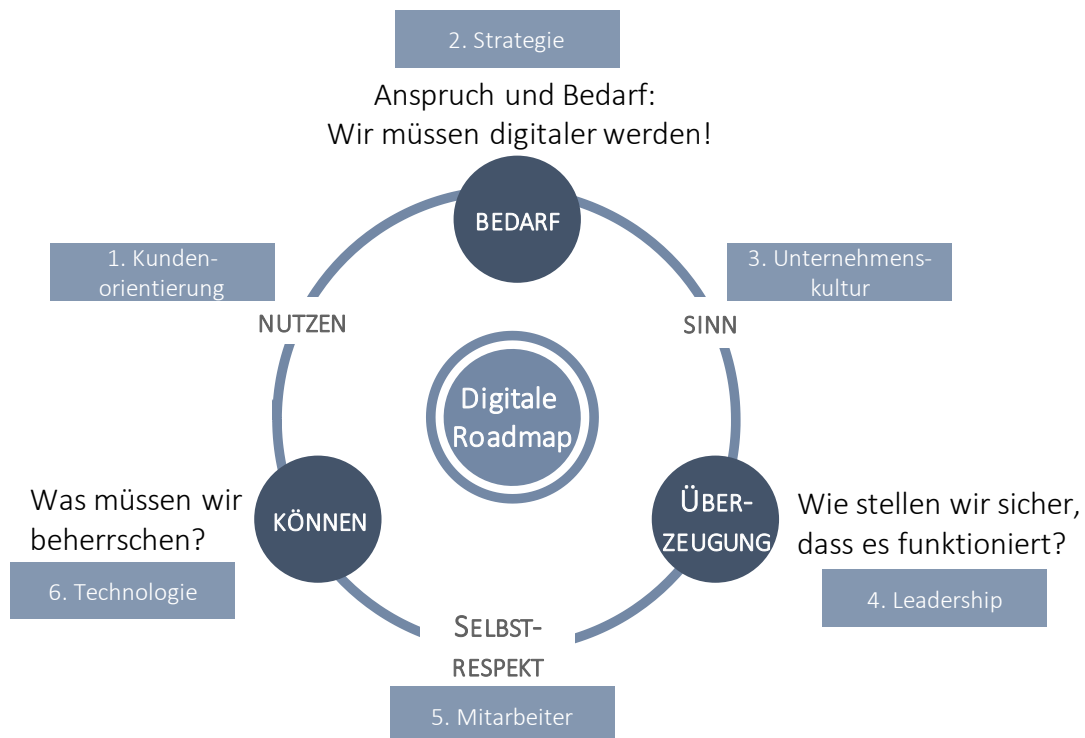 2. Strategie
Anspruch und Bedarf:
Wir müssen digitaler werden!
BEDARF
1. Kunden-
orientierung
3. Unternehmens-
kultur
NUTZEN
SINN
Digitale
Roadmap
Was müssen wir
beherrschen?
KÖNNEN
ÜBER-
ZEUGUNG
Wie stellen wir sicher,
dass es funktioniert?
6. Technologie
4. Leadership
SELBST-
RESPEKT
5. Mitarbeiter